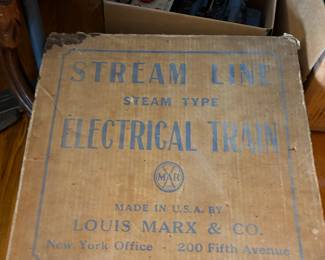 STREAM LINE
STEAM TYPE
ELECTRICAL TRAIN
MAR
MADE IN U.S.A. BY
LOUIS MARX & CO.
New York Office - 200 Fifth Avenue